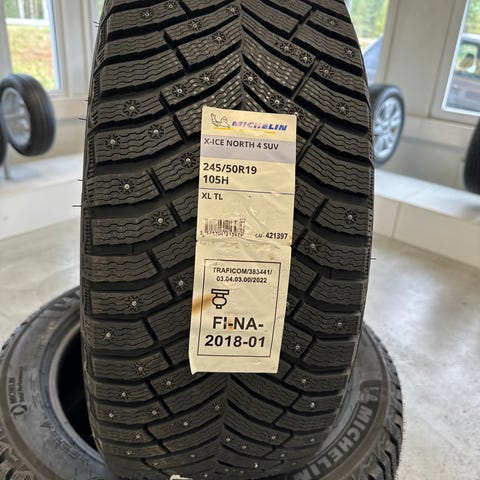 MICHELIN
X-ICE NORTH 4 SUV
245/50R19
105H
XL TL
CAI - 421397
TRAFICOM/383441/
03.04.03.00/2022
FI-NA-
2018-01
MICHELIN